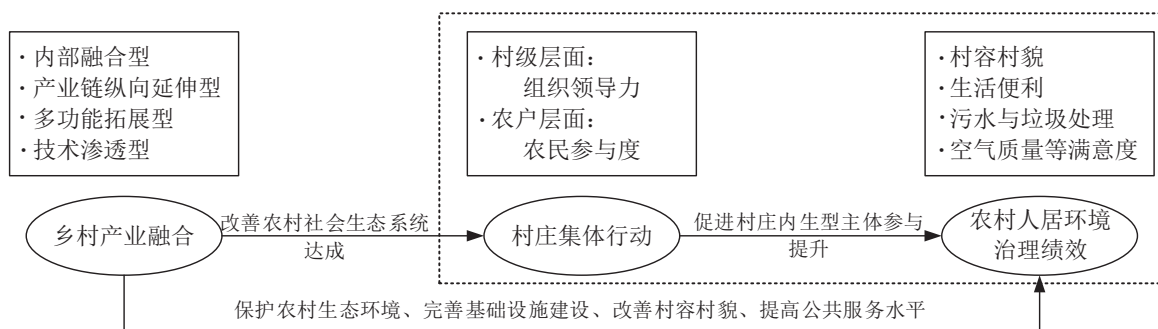 · 内部融合型
· 产业链纵向延伸型
· 多功能拓展型
· 技术渗透型
· 村级层面：
组织领导力
· 农户层面：
农民参与度
· 村容村貌
· 生活便利
· 污水与垃圾处理
· 空气质量等满意度
乡村产业融合
改善农村社会生态系统
达成
村庄集体行动
促进村庄内生型主体参与
提升
农村人居环境
治理绩效
保护农村生态环境、完善基础设施建设、改善村容村貌、提高公共服务水平